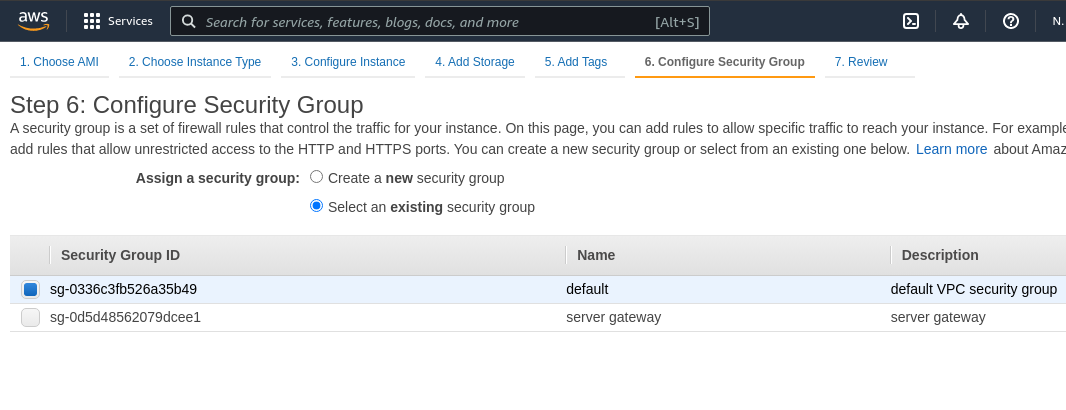 aws Services Search for services, features, blogs, docs, and more [Alt+S] N.
1. Choose AMI 2. Choose Instance Type 3. Configure Instance 4. Add Storage 5. Add Tags 6. Configure Security Group 7. Review
Step 6: Configure Security Group
A security group is a set of firewall rules that control the traffic for your instance. On this page, you can add rules to allow specific traffic to reach your instance. For example
add rules that allow unrestricted access to the HTTP and HTTPS ports. You can create a new security group or select from an existing one below. Learn more about Amaz
Assign a security group: Create a new security group
Select an existing security group
Security Group ID Name Description
sg-0336c3fb526a35b49 default default VPC security group
sg-0d5d48562079dcee1 server gateway server gateway